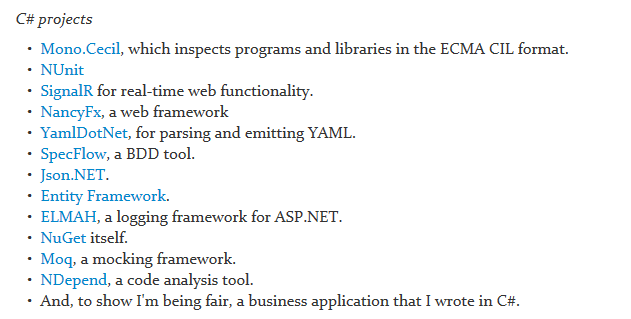 C# projects
• Mono.Cecil, which inspects programs and libraries in the ECMA CIL format.
• NUnit
• SignalR for real-time web functionality.
• NancyFx, a web framework
• YamlDotNet, for parsing and emitting YAML.
• SpecFlow, a BDD tool.
• Json.NET.
• Entity Framework.
• ELMAH, a logging framework for ASP.NET.
• NuGet itself.
• Moq, a mocking framework.
• NDepend, a code analysis tool.
• And, to show I'm being fair, a business application that I wrote in C#.